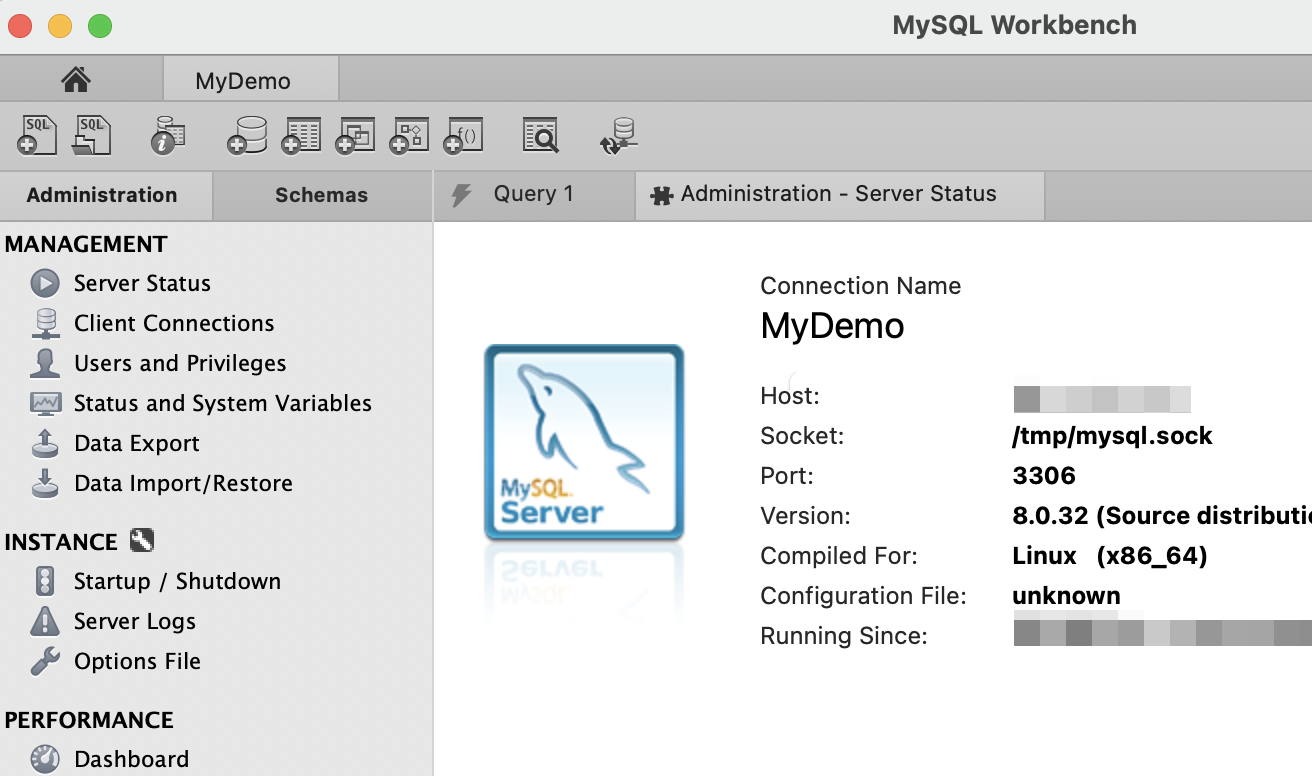 MySQL Workbench
MyDemo
SQL SQL f()
Administration Schemas Query 1 Administration - Server Status
MANAGEMENT
Server Status
Client Connections
Users and Privileges
Status and System Variables
Data Export
Data Import/Restore
INSTANCE
Startup / Shutdown
Server Logs
Options File
PERFORMANCE
Dashboard
MySQL
Server
Connection Name
MyDemo
Host:
Socket: /tmp/mysql.sock
Port: 3306
Version: 8.0.32 (Source
Compiled For: Linux (x86_64)
Configuration File: unknown
Running Since: